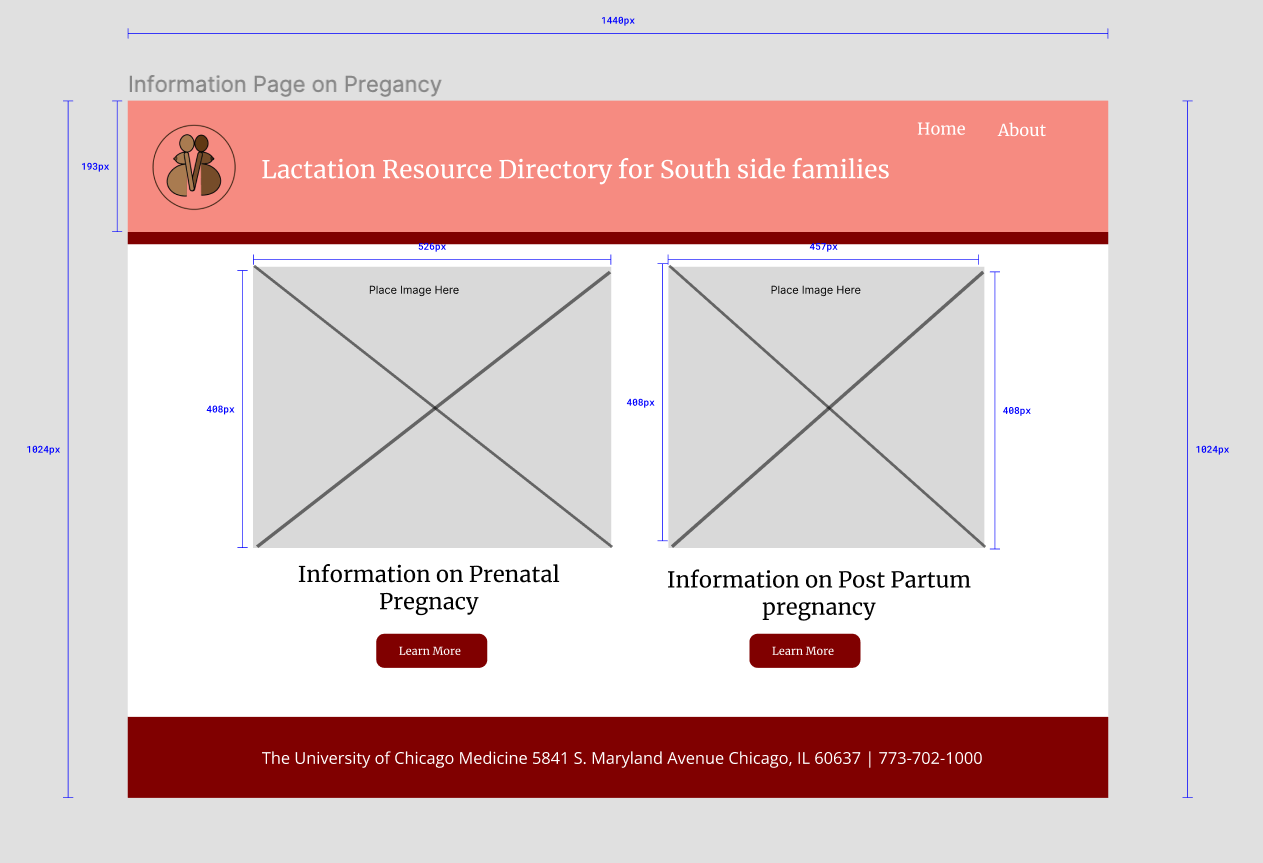 1440px
Information Page on Pregancy
Home
About
193px
Lactation Resource Directory for South side families
526px
457px
Place Image Here
Place Image Here
408px
408px
408px
1024px
1024px
Information on Prenatal
Pregnacy
Information on Post Partum
pregnancy
Learn More
Learn More
The University of Chicago Medicine 5841 S. Maryland Avenue Chicago, IL 60637 | 773-702-1000